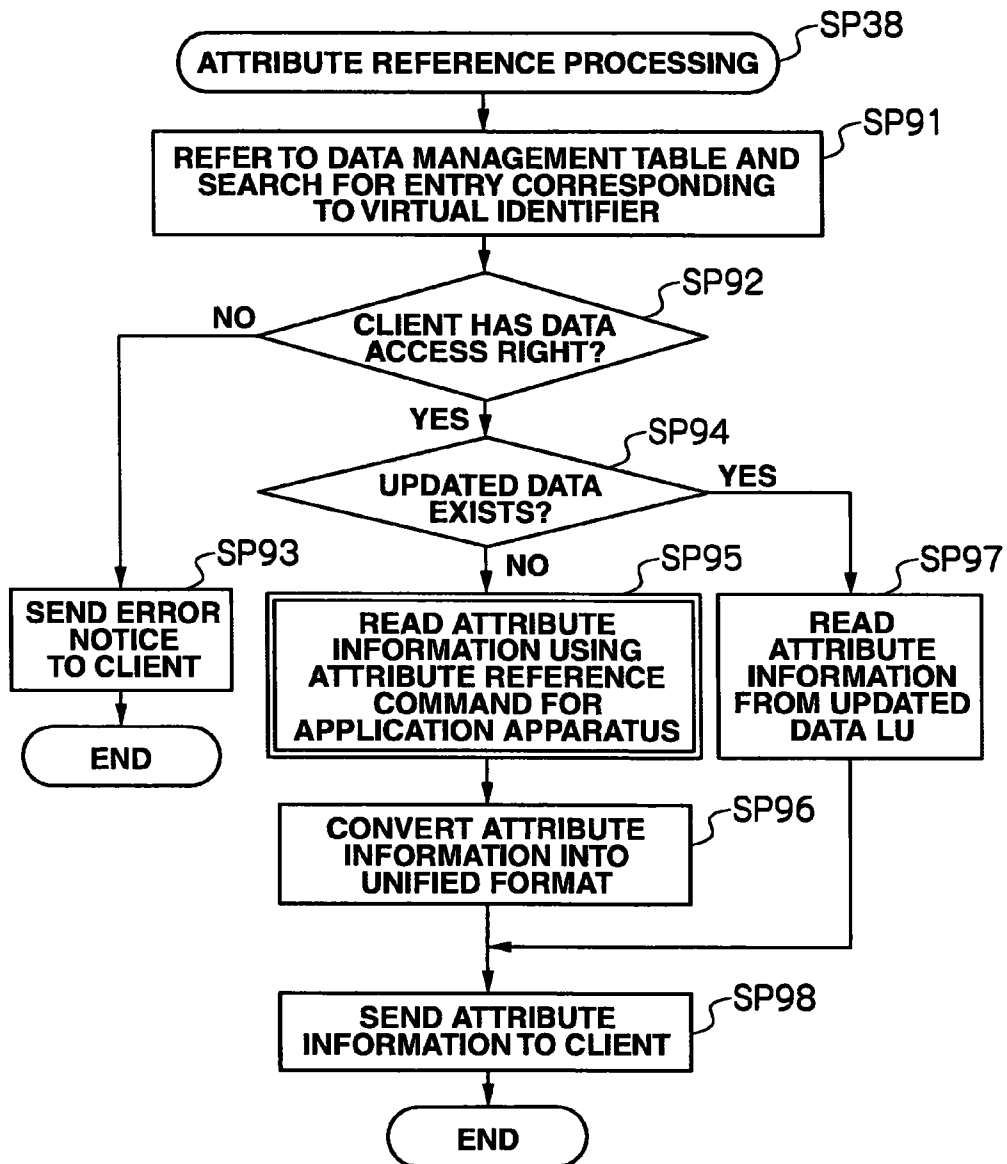 SP38
ATTRIBUTE REFERENCE PROCESSING
SP91
REFER TO DATA MANAGEMENT TABLE AND
SEARCH FOR ENTRY CORRESPONDING
TO VIRTUAL IDENTIFIER
SP92
NO
CLIENT HAS DATA
ACCESS RIGHT?
YES
SP94
UPDATED DATA
EXISTS?
YES
NO
SP93
SEND ERROR
NOTICE
TO CLIENT
END
SP95
READ ATTRIBUTE
INFORMATION USING
ATTRIBUTE REFERENCE
COMMAND FOR
APPLICATION APPARATUS
SP97
READ
ATTRIBUTE
INFORMATION
FROM UPDATED
DATA LU
SP96
CONVERT ATTRIBUTE
INFORMATION INTO
UNIFIED FORMAT
SP98
SEND ATTRIBUTE
INFORMATION TO CLIENT
END